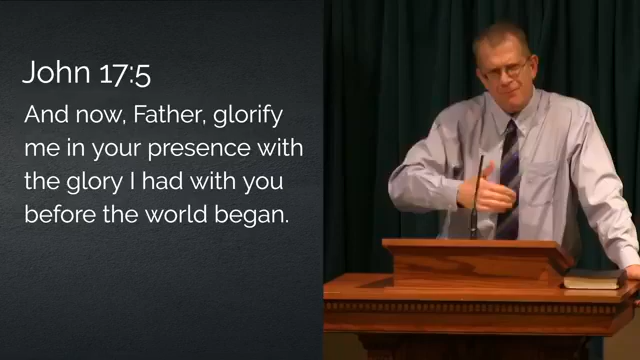 John 17:5
And now, Father, glorify
me in your presence with
the glory I had with you
before the world began.